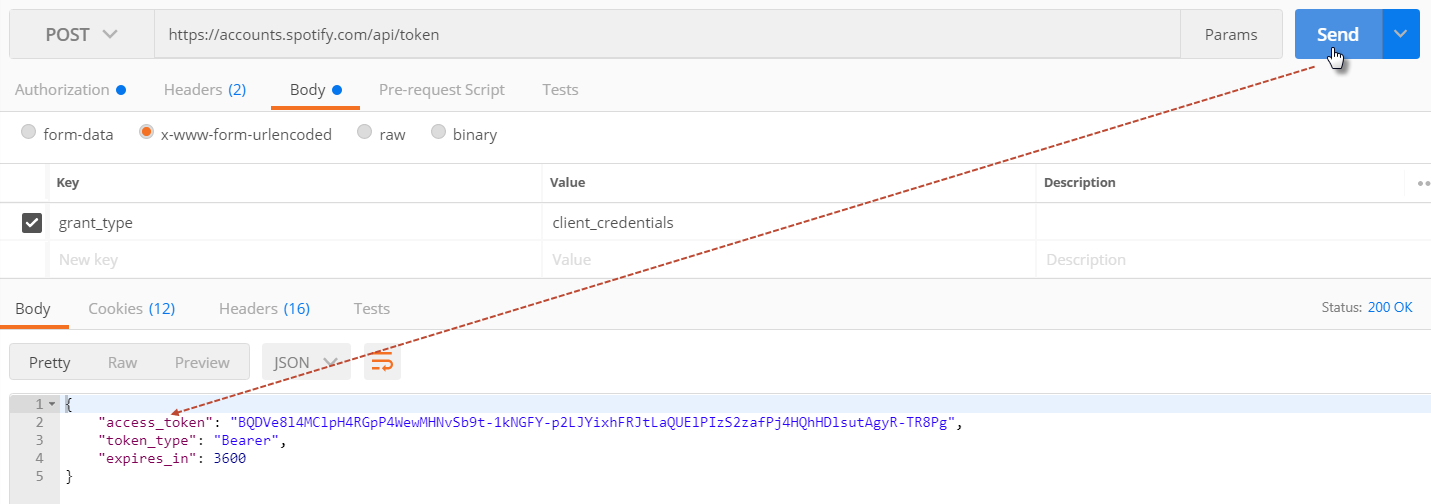 POST https://accounts.spotify.com/api/token Params Send
Authorization Headers (2) Body Pre-request Script Tests
form-data x-www-form-urlencoded raw binary
Key Value Description
grant_type client_credentials
New key Value Description
Body Cookies (12) Headers (16) Tests Status: 200 OK
Pretty Raw Preview JSON
1 {
2 "access_token": "BQDVe8l4MClpH4RGpP4WewMHNvSb9t-1kNGFY-p2LJYixhFRJtLaQUElPIzS2zafPj4HQhHDlsutAgyR-TR8Pg",
3 "token_type": "Bearer",
4 "expires_in": 3600
5 }